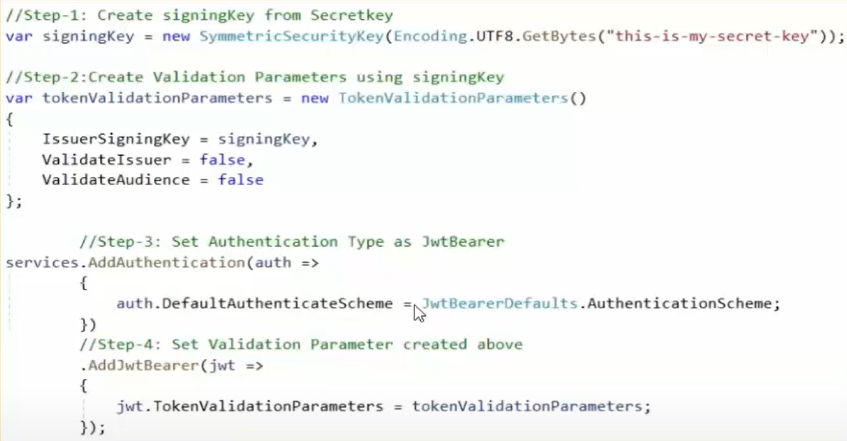 //Step-1: Create signingKey from Secretkey
var signingKey = new SymmetricSecurityKey(Encoding.UTF8.GetBytes("this-is-my-secret-key"));
//Step-2:Create Validation Parameters using signingKey
var tokenValidationParameters = new TokenValidationParameters()
{
IssuerSigningKey = signingKey,
ValidateIssuer = false,
ValidateAudience = false
};
//Step-3: Set Authentication Type as JwtBearer
services.AddAuthentication(auth =>
{
auth.DefaultAuthenticateScheme = JwtBearerDefaults.AuthenticationScheme;
})
//Step-4: Set Validation Parameter created above
.AddJwtBearer(jwt =>
{
jwt.TokenValidationParameters = tokenValidationParameters;
});